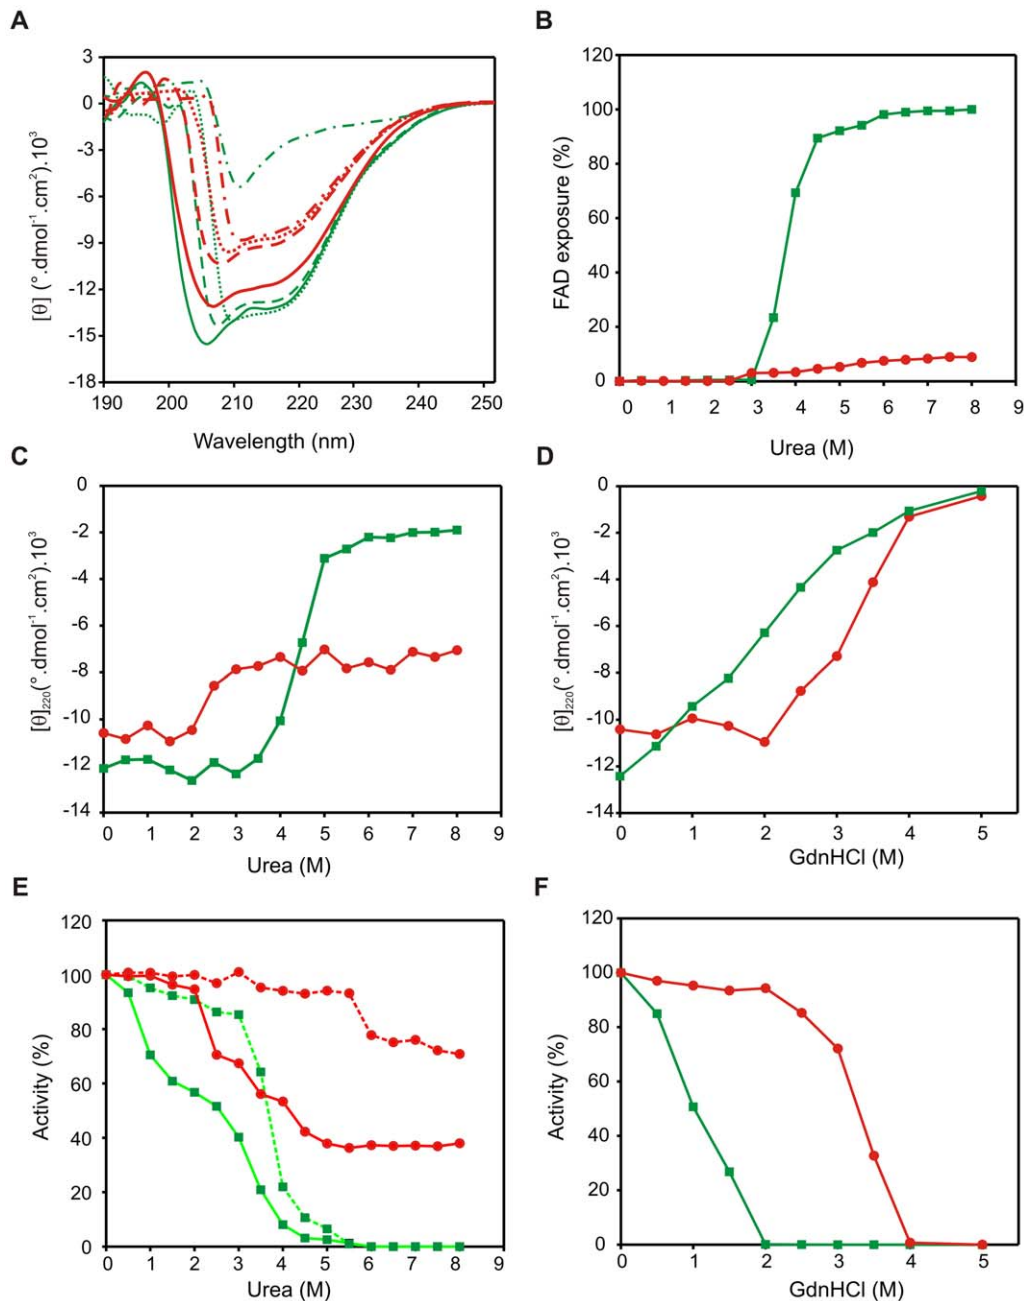 A
3
0
-3
-6
-9
-12
-15
-18
[θ] (°.dmol⁻¹.cm²).10³
190 200 210 220 230 240 250
Wavelength (nm)
B
120
100
80
60
40
20
0
FAD exposure (%)
0 1 2 3 4 5 6 7 8 9
Urea (M)
C
0
-2
-4
-6
-8
-10
-12
-14
[θ]₂₂₀(°.dmol⁻¹.cm²).10³
0 1 2 3 4 5 6 7 8 9
Urea (M)
D
0
-2
-4
-6
-8
-10
-12
-14
[θ]₂₂₀(°.dmol⁻¹.cm²).10³
0 1 2 3 4 5
GdnHCl (M)
E
120
100
80
60
40
20
0
Activity (%)
0 1 2 3 4 5 6 7 8 9
Urea (M)
F
120
100
80
60
40
20
0
Activity (%)
0 1 2 3 4 5
GdnHCl (M)